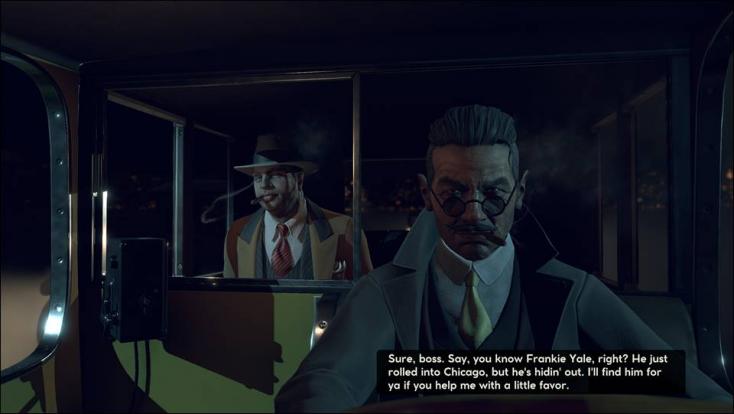 Sure, boss. Say, you know Frankie Yale, right? He just
rolled into Chicago, but he's hidin' out. I'll find him for
ya if you help me with a little favor.